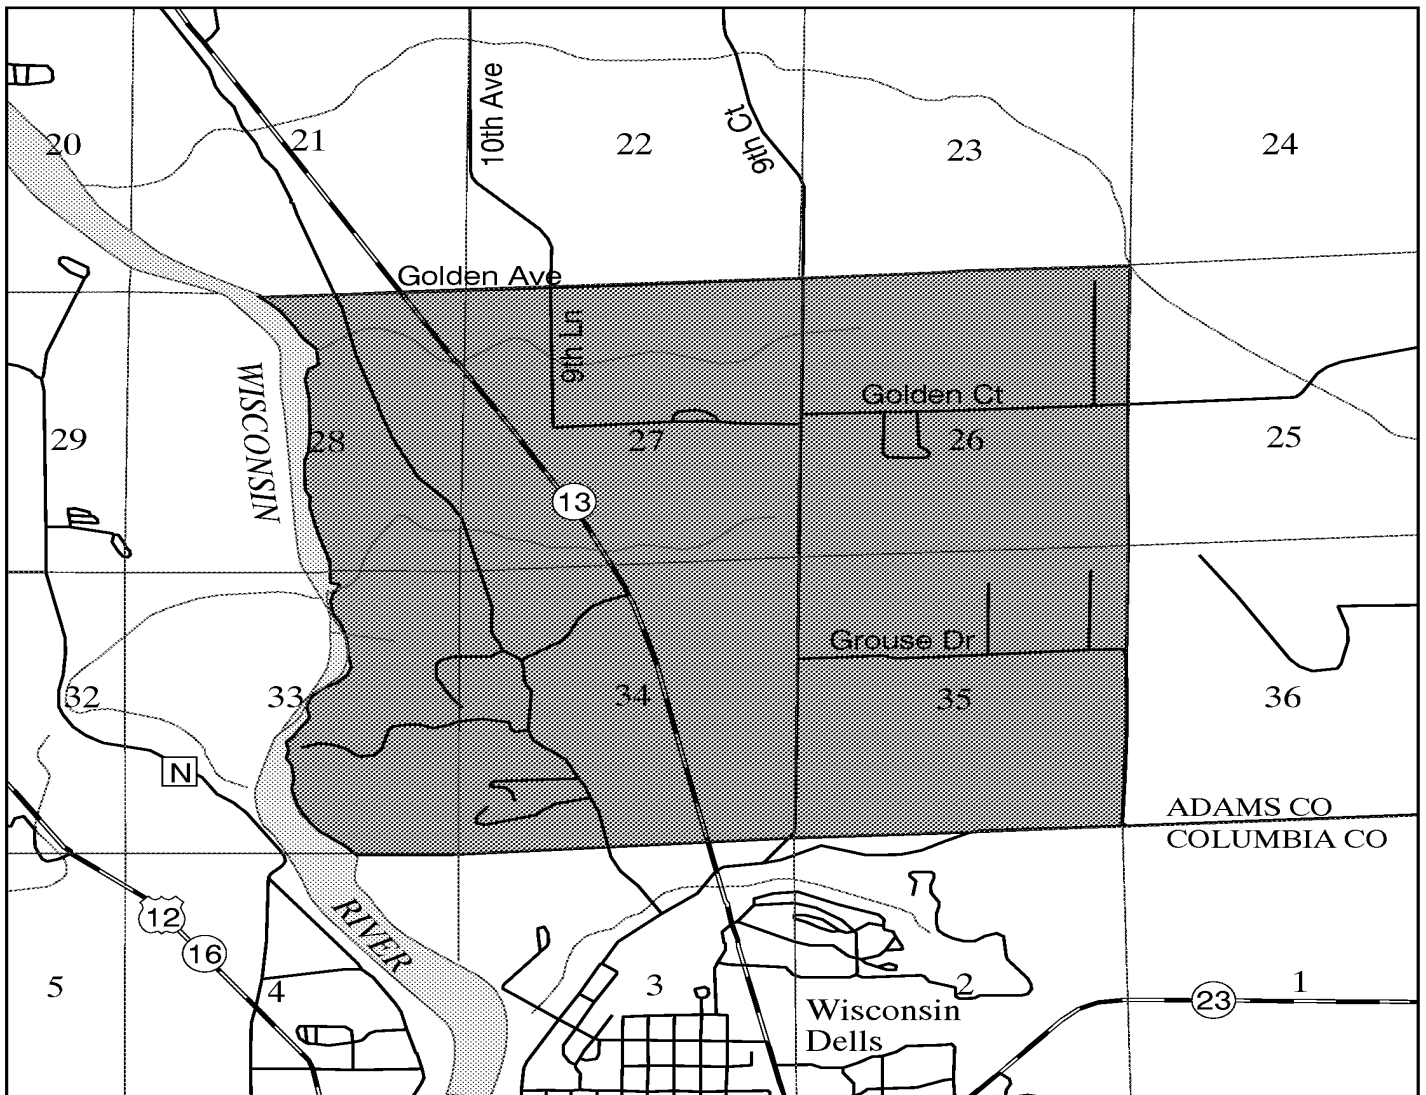 10th Ave
9th Ct
20
21
22
23
24
Golden Ave
9th Ln
WISCONSIN
Golden Ct
29
28
27
26
25
13
Grouse Dr
32
33
34
35
36
N
ADAMS CO
COLUMBIA CO
12
16
RIVER
5
4
3
2
1
23
Wisconsin
Dells